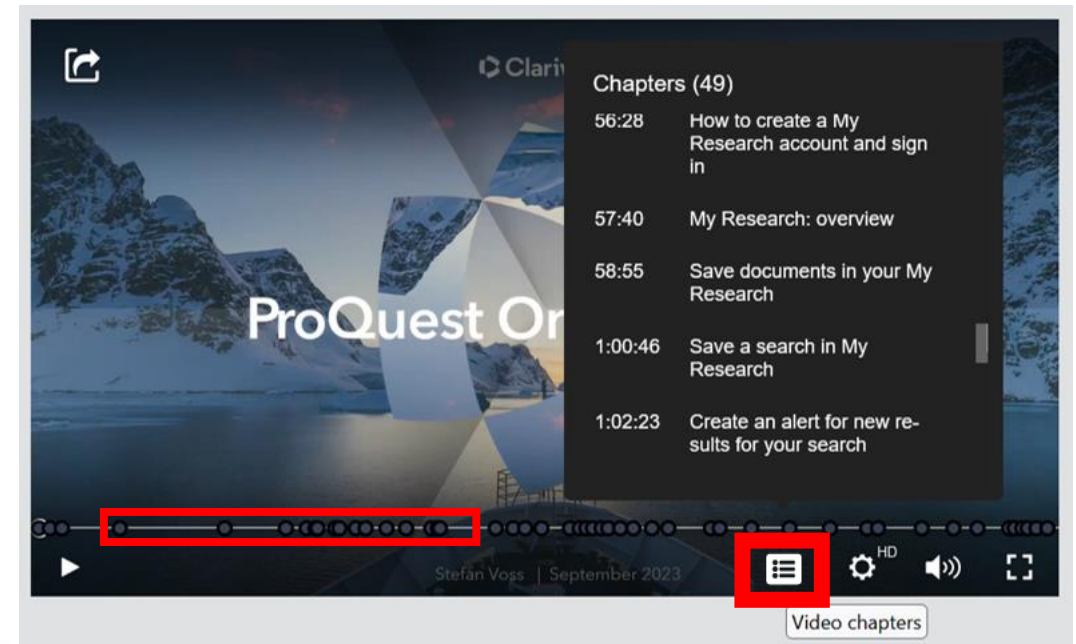 Clariv
Chapters (49)
56:28 How to create a My
Research account and sign
in
57:40 My Research: overview
58:55 Save documents in your My
Research
ProQuest Or
1:00:46 Save a search in My
Research
1:02:23 Create an alert for new re-
sults for your search
HD
Stefan Voss | September 2023
Video chapters